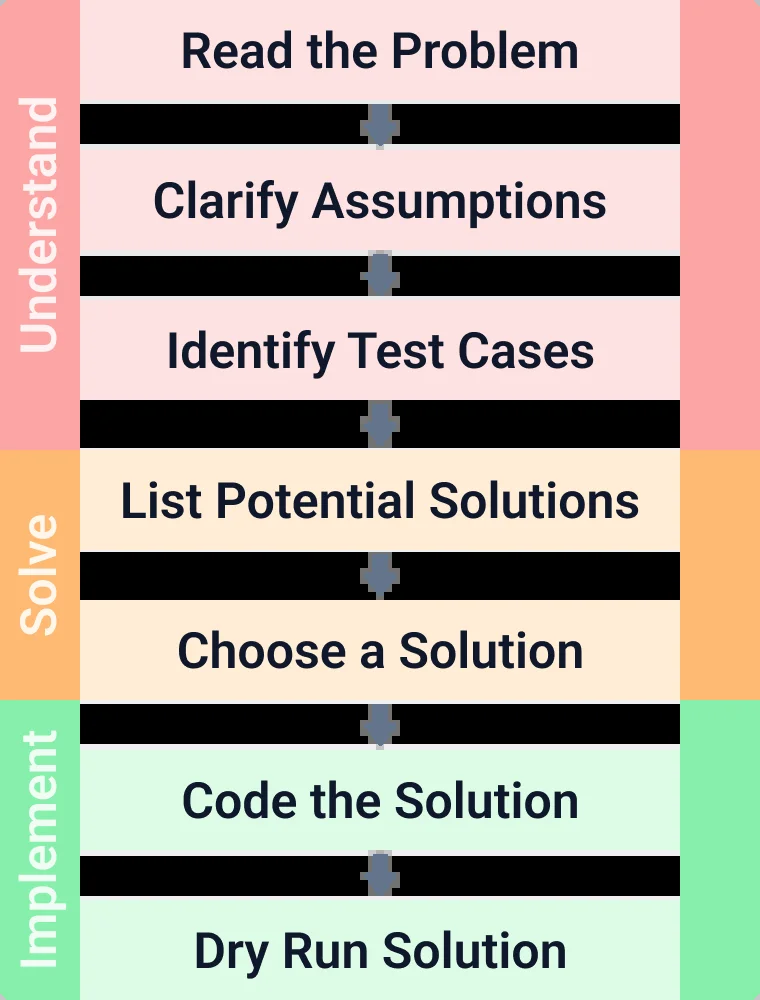 Understand
Read the Problem
Clarify Assumptions
Identify Test Cases
Solve
List Potential Solutions
Choose a Solution
Implement
Code the Solution
Dry Run Solution